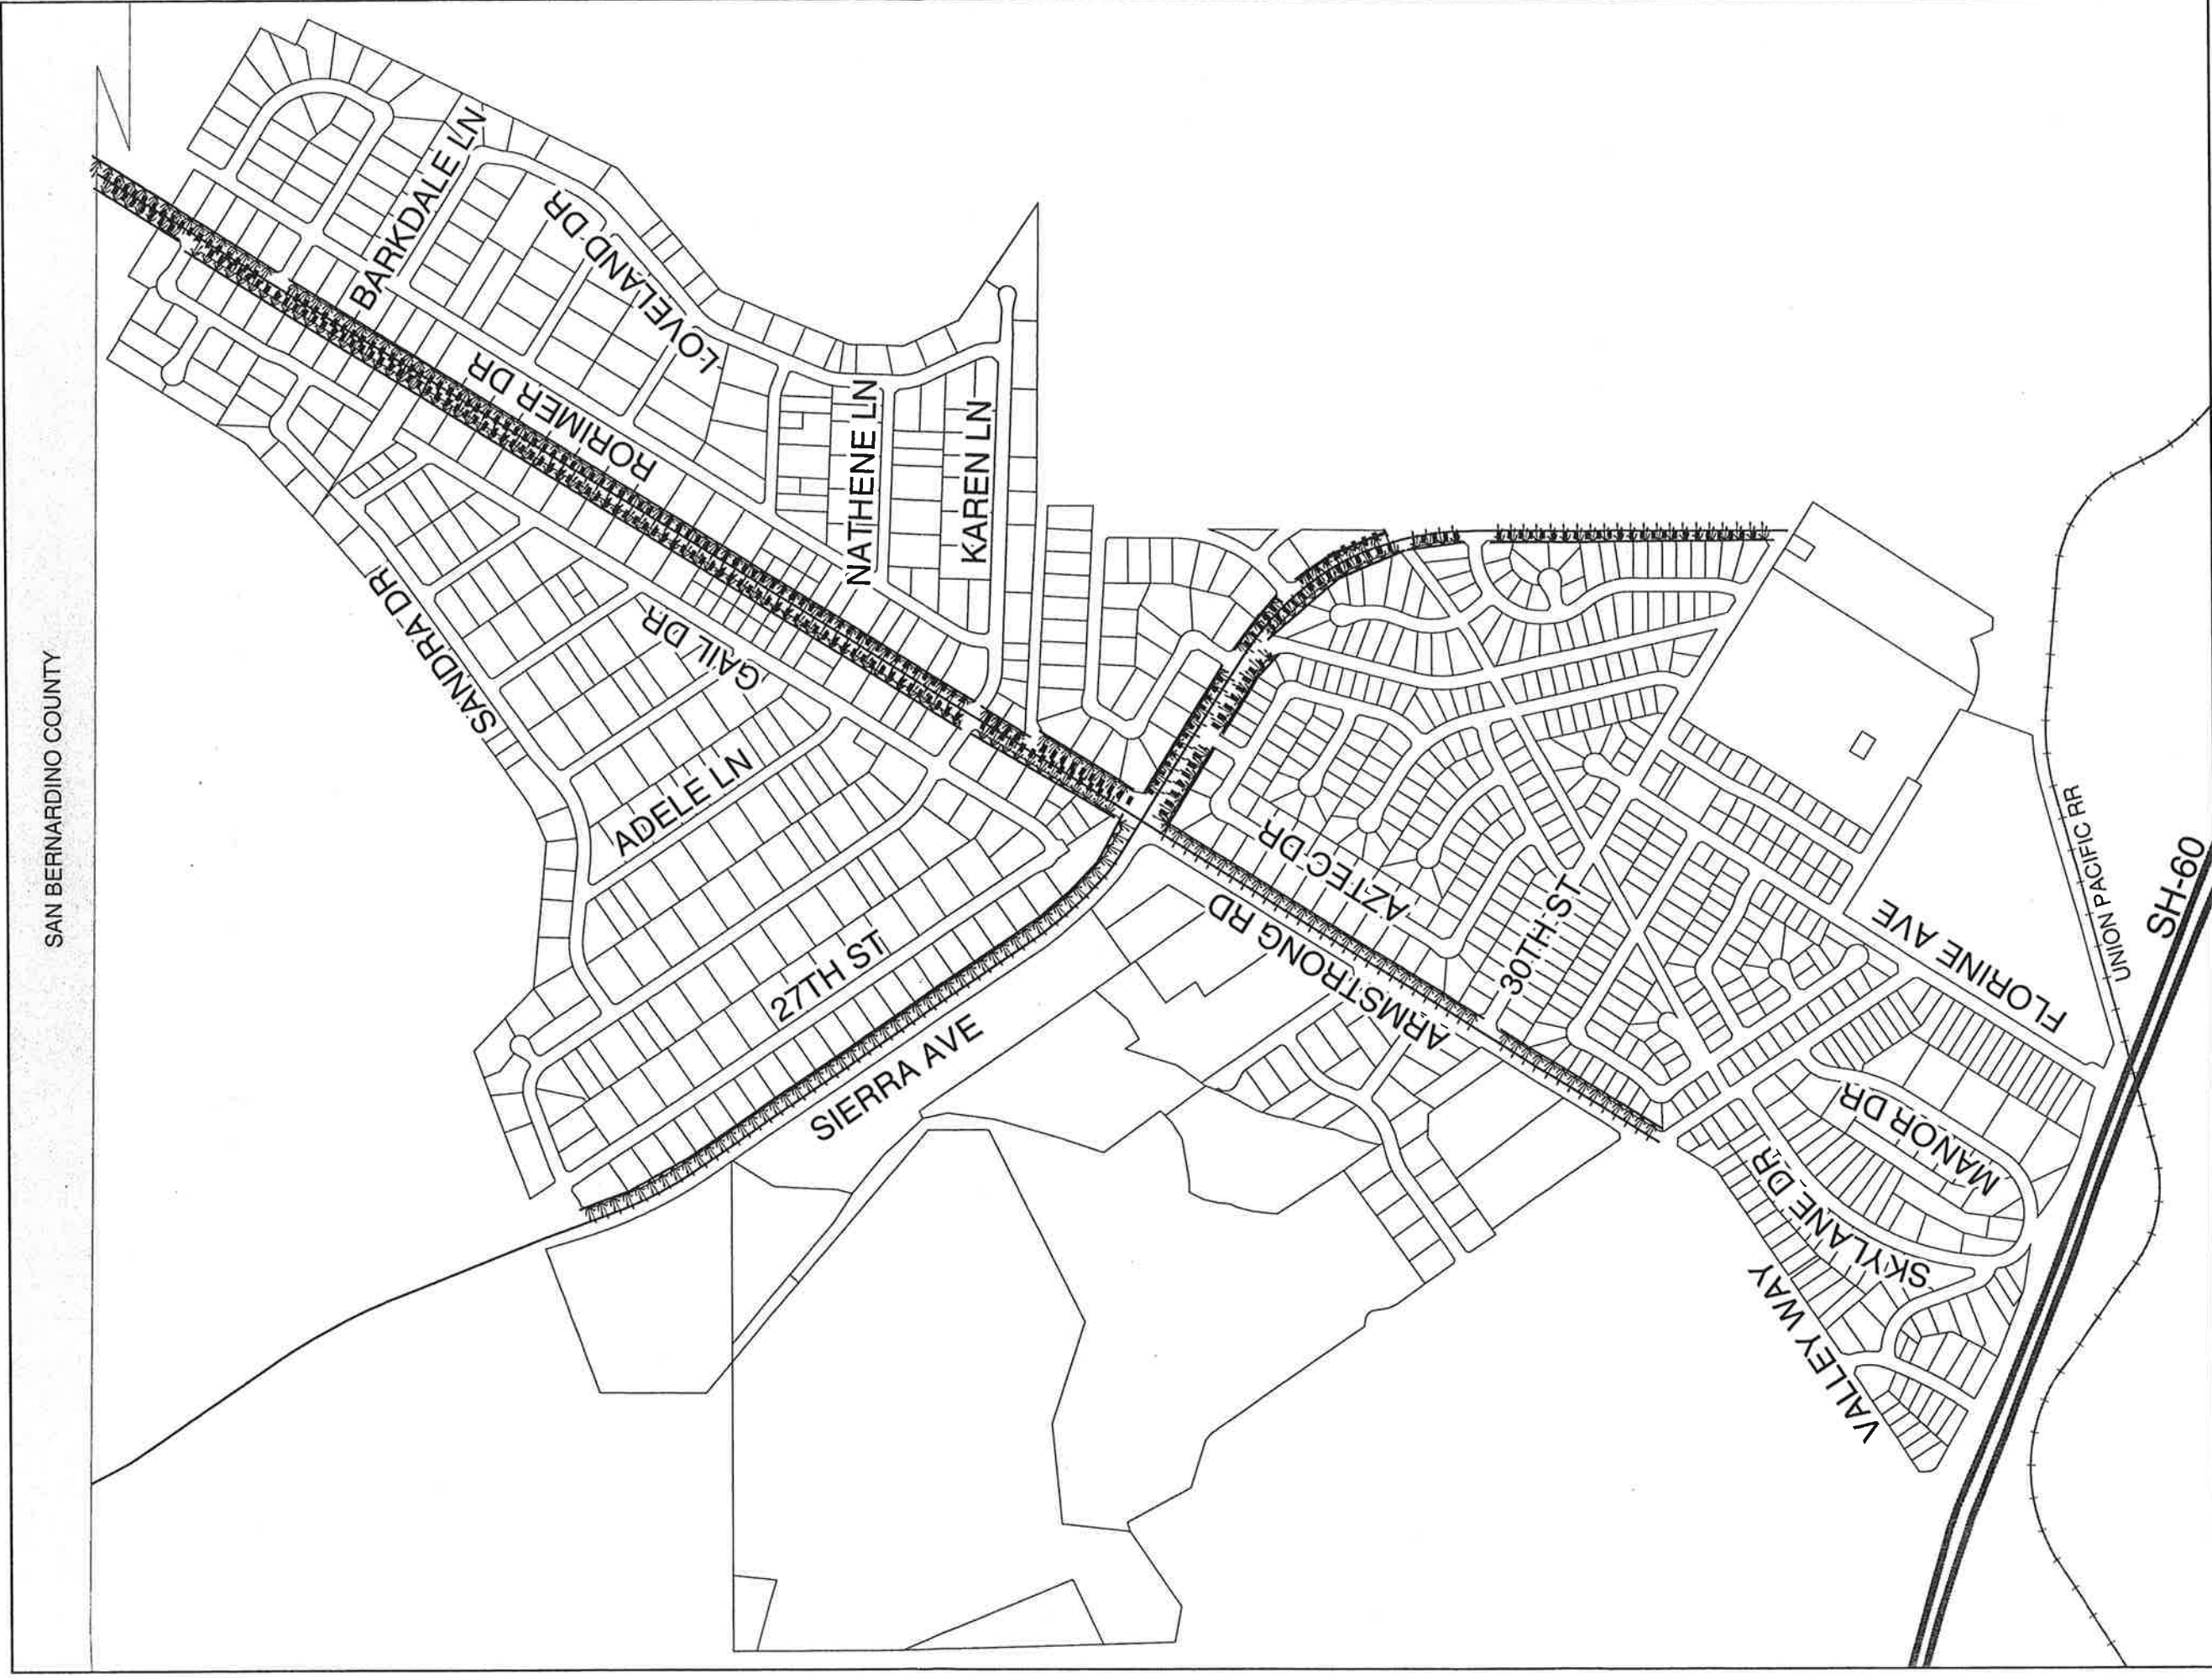 SAN BERNARDINO COUNTY
BARKDALE LN
LOVELAND DR
RORIMER DR
NATHENE LN
KAREN LN
SANDRA DR
GAIL DR
ADELE LN
27TH ST
SIERRA AVE
ARMSTRONG RD
AZTEC DR
30TH ST
FLORINE AVE
MANOR DR
SKYLANE DR
VALLEY WAY
UNION PACIFIC RR
SH-60